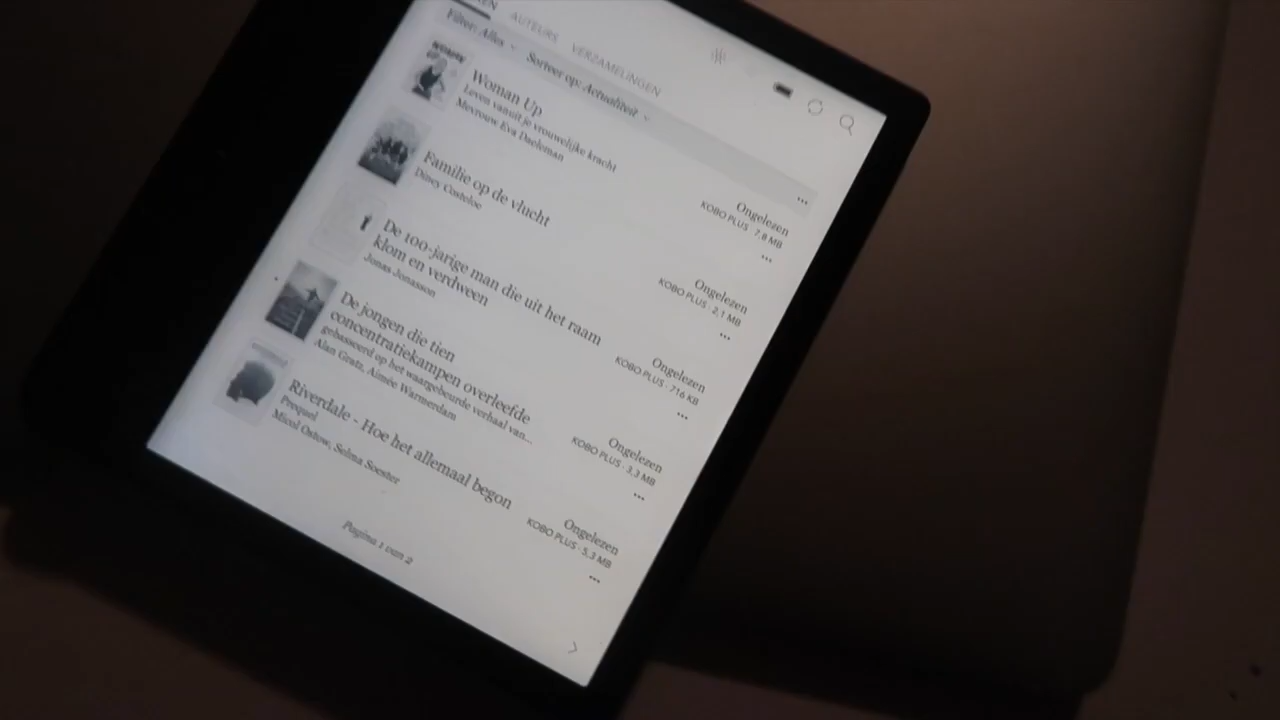 AUTEURS
VERZAMELINGEN
Filter: Alles
Sorteer op: Actualiteit
Woman Up
Leven vanuit je vrouwelijke kracht
Mevrouw Eva Daeleman
Ongelezen
KOBO PLUS · 7,8 MB
Familie op de vlucht
Diney Costeloe
Ongelezen
KOBO PLUS · 2,1 MB
De 100-jarige man die uit het raam
klom en verdween
Jonas Jonasson
Ongelezen
KOBO PLUS · 716 KB
De jongen die tien
concentratiekampen overleefde
gebasseerd op het waargebeurde verhaal van...
Alan Gratz, Aimée Warmerdam
Ongelezen
KOBO PLUS · 3,3 MB
Riverdale - Hoe het allemaal begon
Prequel
Micol Ostow, Selma Soester
Ongelezen
KOBO PLUS · 5,3 MB
Pagina 1 van 2